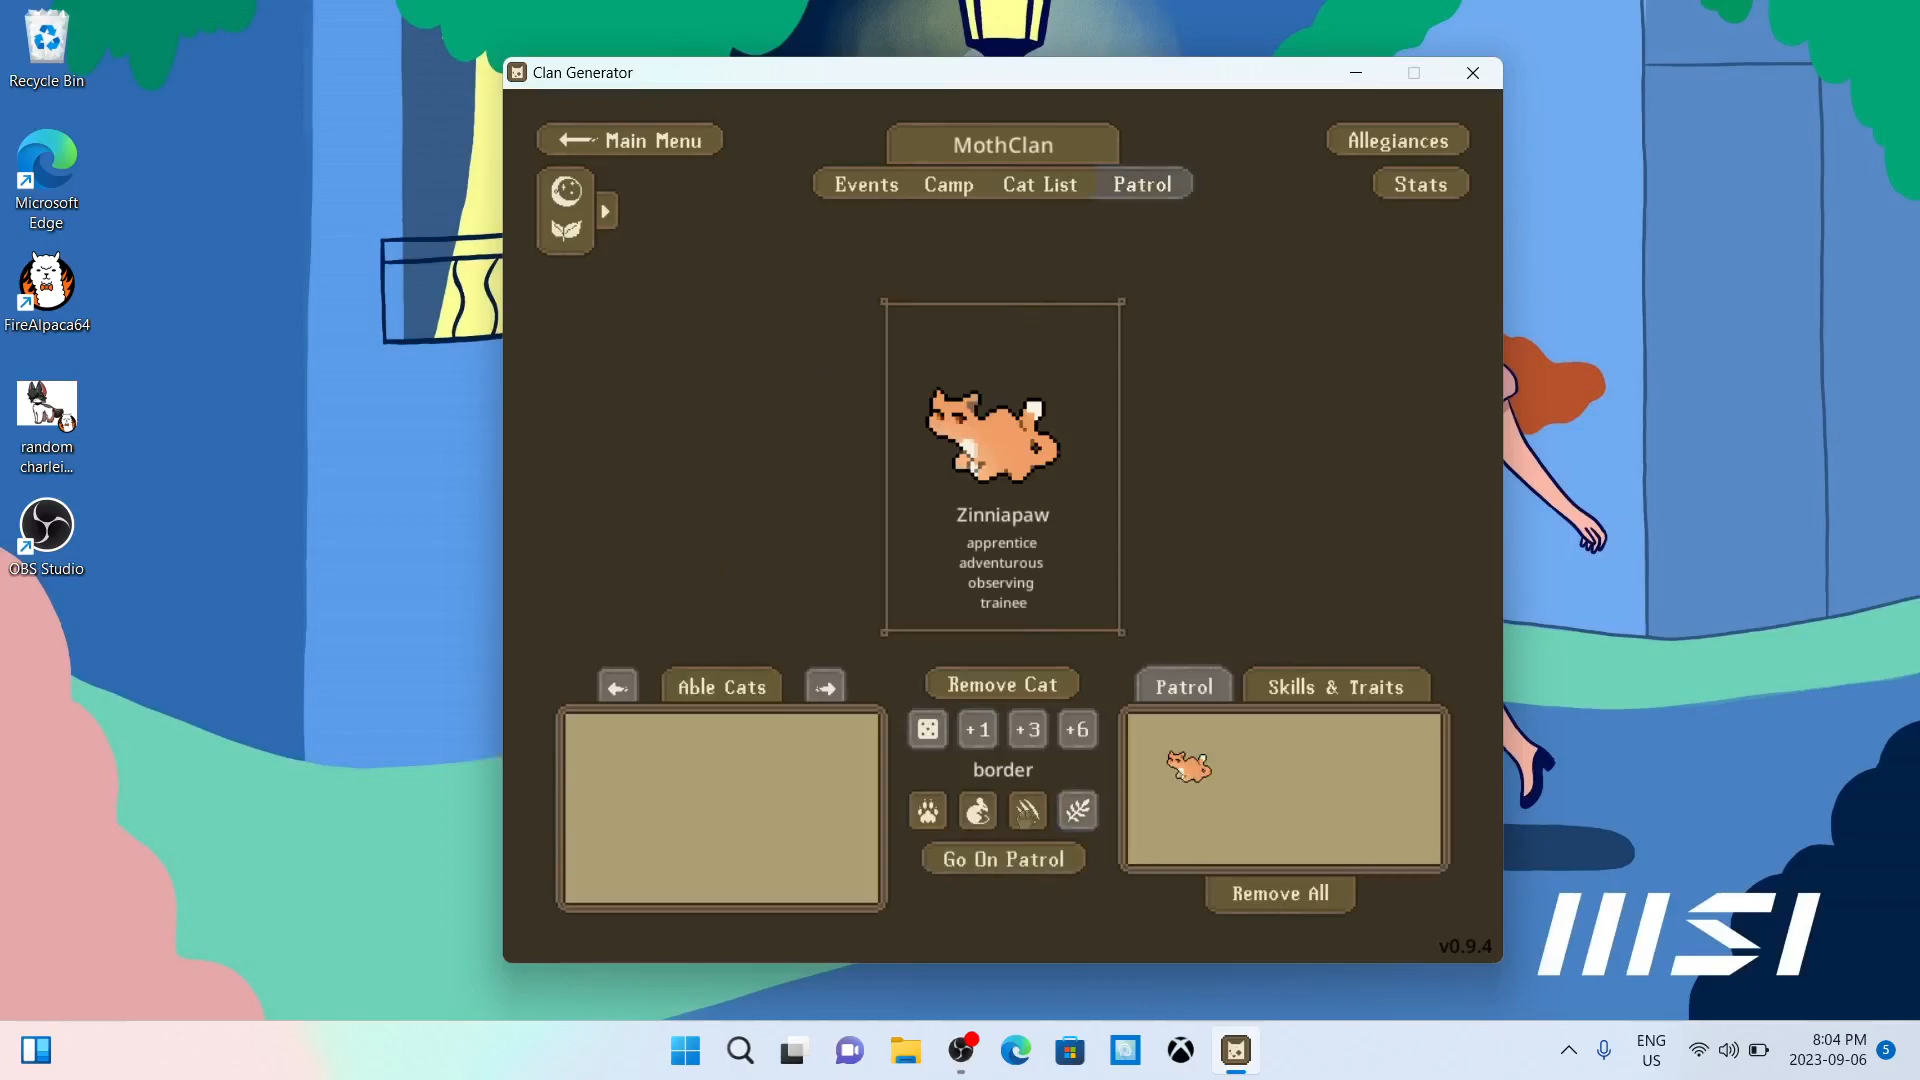 Recycle Bin
Microsoft
Edge
FireAlpaca64
random
charlei...
OBS Studio
Clan Generator
Main Menu
MothClan
Allegiances
Events
Camp
Cat List
Patrol
Stats
Zinniapaw
apprentice
adventurous
observing
trainee
Able Cats
Remove Cat
Patrol
Skills & Traits
+1
+3
+6
border
Go On Patrol
Remove All
v0.9.4
msi
ENG
US
8:04 PM
2023-09-06
5